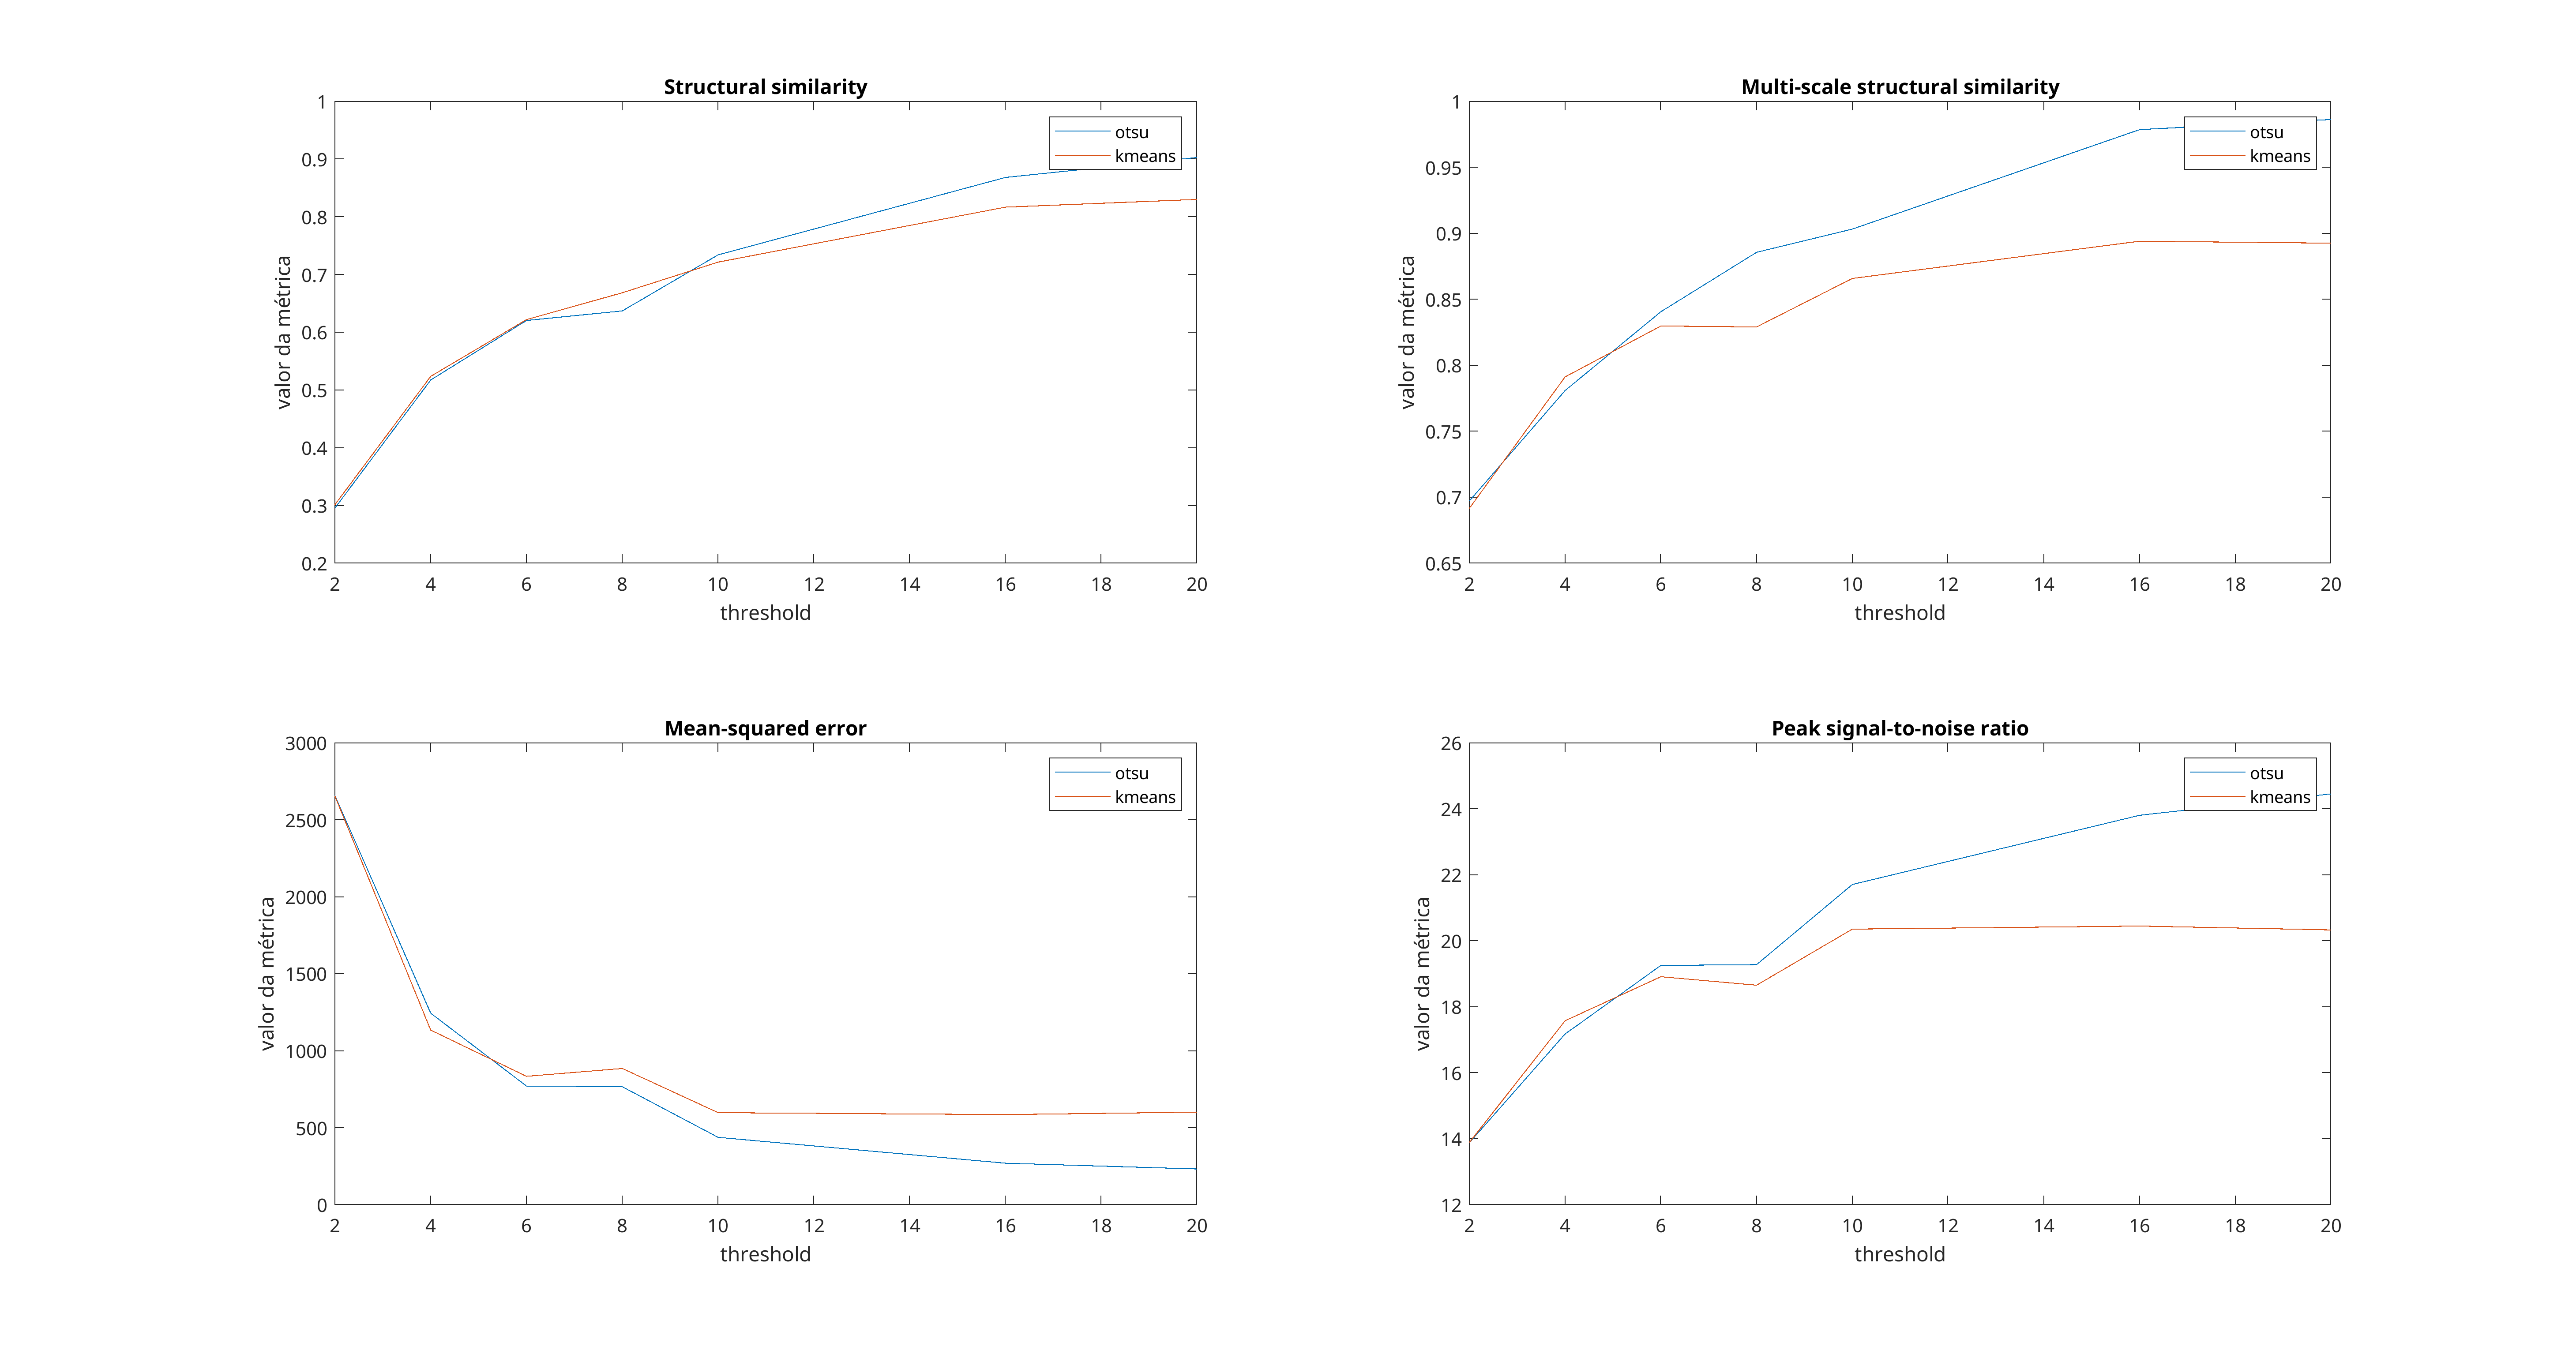 Structural similarity
1
0.9
0.8
0.7
0.6
0.5
0.4
0.3
0.2
valor da métrica
otsu
kmeans
2 4 6 8 10 12 14 16 18 20
threshold
Multi-scale structural similarity
1
0.95
0.9
0.85
0.8
0.75
0.7
0.65
valor da métrica
otsu
kmeans
2 4 6 8 10 12 14 16 18 20
threshold
Mean-squared error
3000
2500
2000
1500
1000
500
0
valor da métrica
otsu
kmeans
2 4 6 8 10 12 14 16 18 20
threshold
Peak signal-to-noise ratio
26
24
22
20
18
16
14
12
valor da métrica
otsu
kmeans
2 4 6 8 10 12 14 16 18 20
threshold